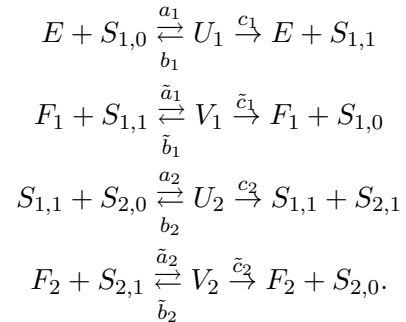 E + S_{1,0} \underset{b_1}{\overset{a_1}{\rightleftarrows}} U_1 \overset{c_1}{\rightarrow} E + S_{1,1}
F_1 + S_{1,1} \underset{\tilde{b}_1}{\overset{\tilde{a}_1}{\rightleftarrows}} V_1 \overset{\tilde{c}_1}{\rightarrow} F_1 + S_{1,0}
S_{1,1} + S_{2,0} \underset{b_2}{\overset{a_2}{\rightleftarrows}} U_2 \overset{c_2}{\rightarrow} S_{1,1} + S_{2,1}
F_2 + S_{2,1} \underset{\tilde{b}_2}{\overset{\tilde{a}_2}{\rightleftarrows}} V_2 \overset{\tilde{c}_2}{\rightarrow} F_2 + S_{2,0}.